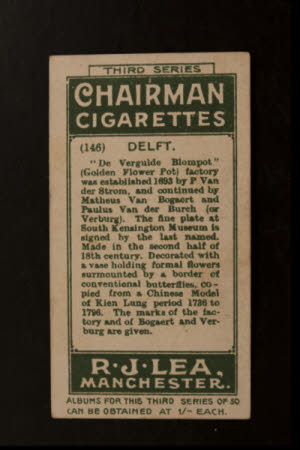 THIRD SERIES
CHAIRMAN
CIGARETTES
(146) DELFT.
"De Vergulde Blompot"
(Golden Flower Pot) factory
was established 1693 by P. Van
der Strom, and continued by
Matheus Van Bogaert and
Paulus Van der Burch (or
Verburg). The fine plate at
South Kensington Museum is
signed by the last named.
Made in the second half of
18th century. Decorated with
a vase holding formal flowers
surmounted by a border of
conventional butterflies, co-
pied from a Chinese Model
of Kien Lung period 1736 to
1796. The marks of the fac-
tory and of Bogaert and Ver-
burg are given.
R·J·LEA,
MANCHESTER.
ALBUMS FOR THIS THIRD SERIES OF 50
CAN BE OBTAINED AT 1/- EACH.